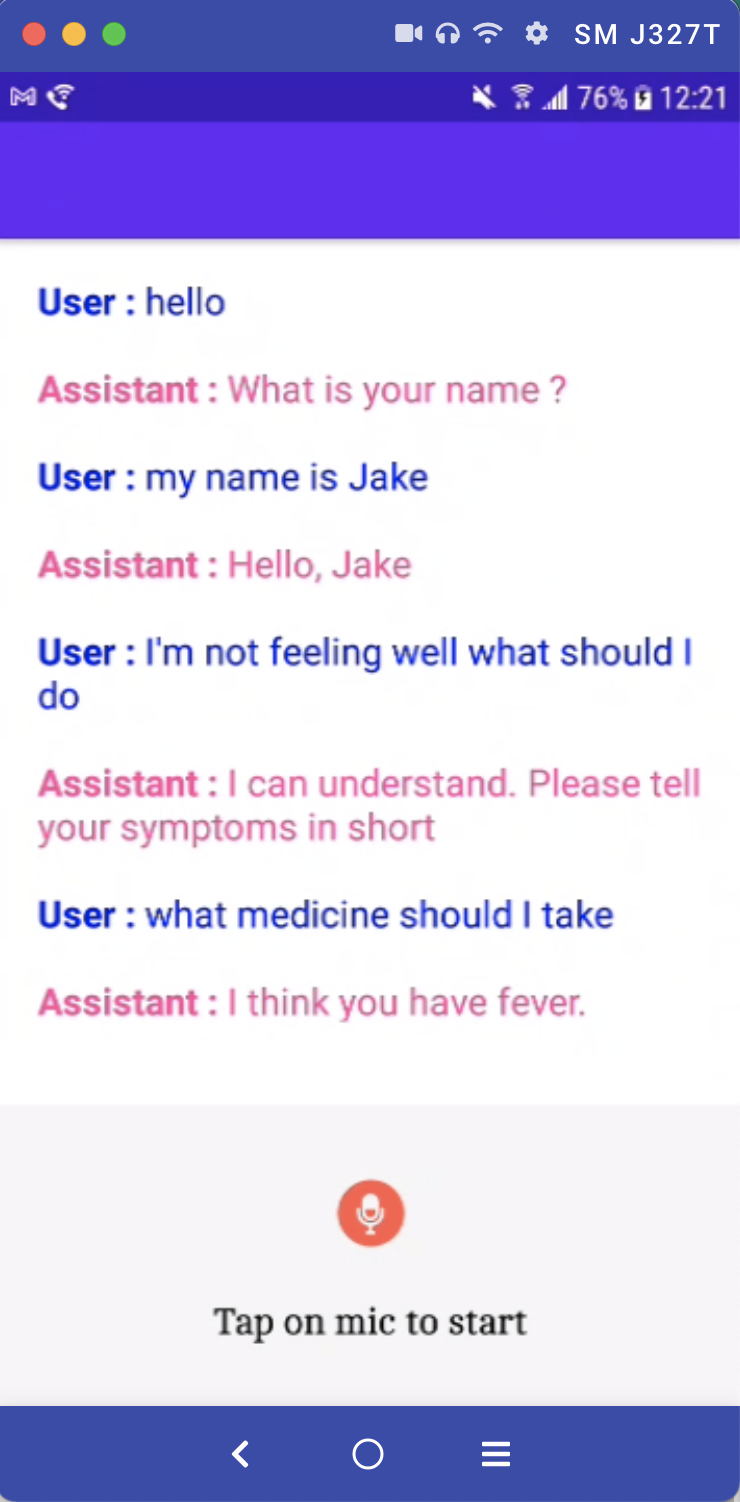 SM J327T
76% 12:21
User : hello
Assistant : What is your name ?
User : my name is Jake
Assistant : Hello, Jake
User : I'm not feeling well what should I
do
Assistant : I can understand. Please tell
your symptoms in short
User : what medicine should I take
Assistant : I think you have fever.
Tap on mic to start